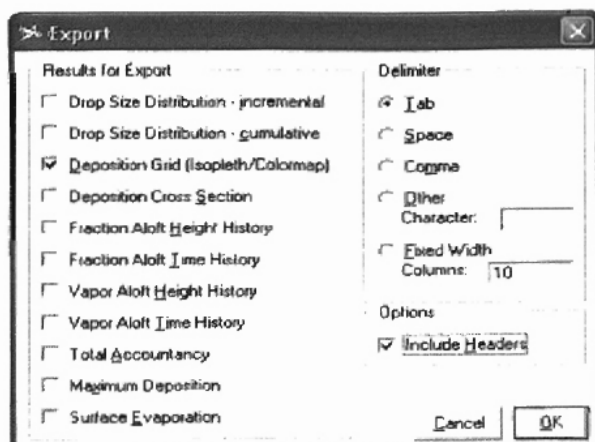 Export
Results for Export
Drop Size Distribution - incremental
Drop Size Distribution - cumulative
Deposition Grid (Isopleth/Colormap)
Deposition Cross Section
Fraction Aloft Height History
Fraction Aloft Time History
Vapor Aloft Height History
Vapor Aloft Time History
Total Accountancy
Maximum Deposition
Surface Evaporation
Delimiter
Tab
Space
Comma
Other
Character:
Fixed Width
Columns: 10
Options
Include Headers
Cancel
OK